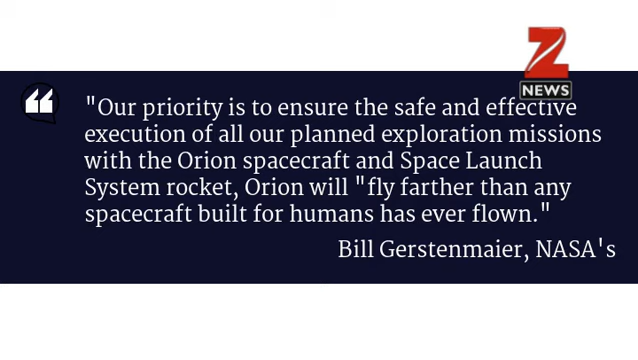 Z
NEWS
"Our priority is to ensure the safe and effective
execution of all our planned exploration missions
with the Orion spacecraft and Space Launch
System rocket, Orion will "fly farther than any
spacecraft built for humans has ever flown."
Bill Gerstenmaier, NASA's